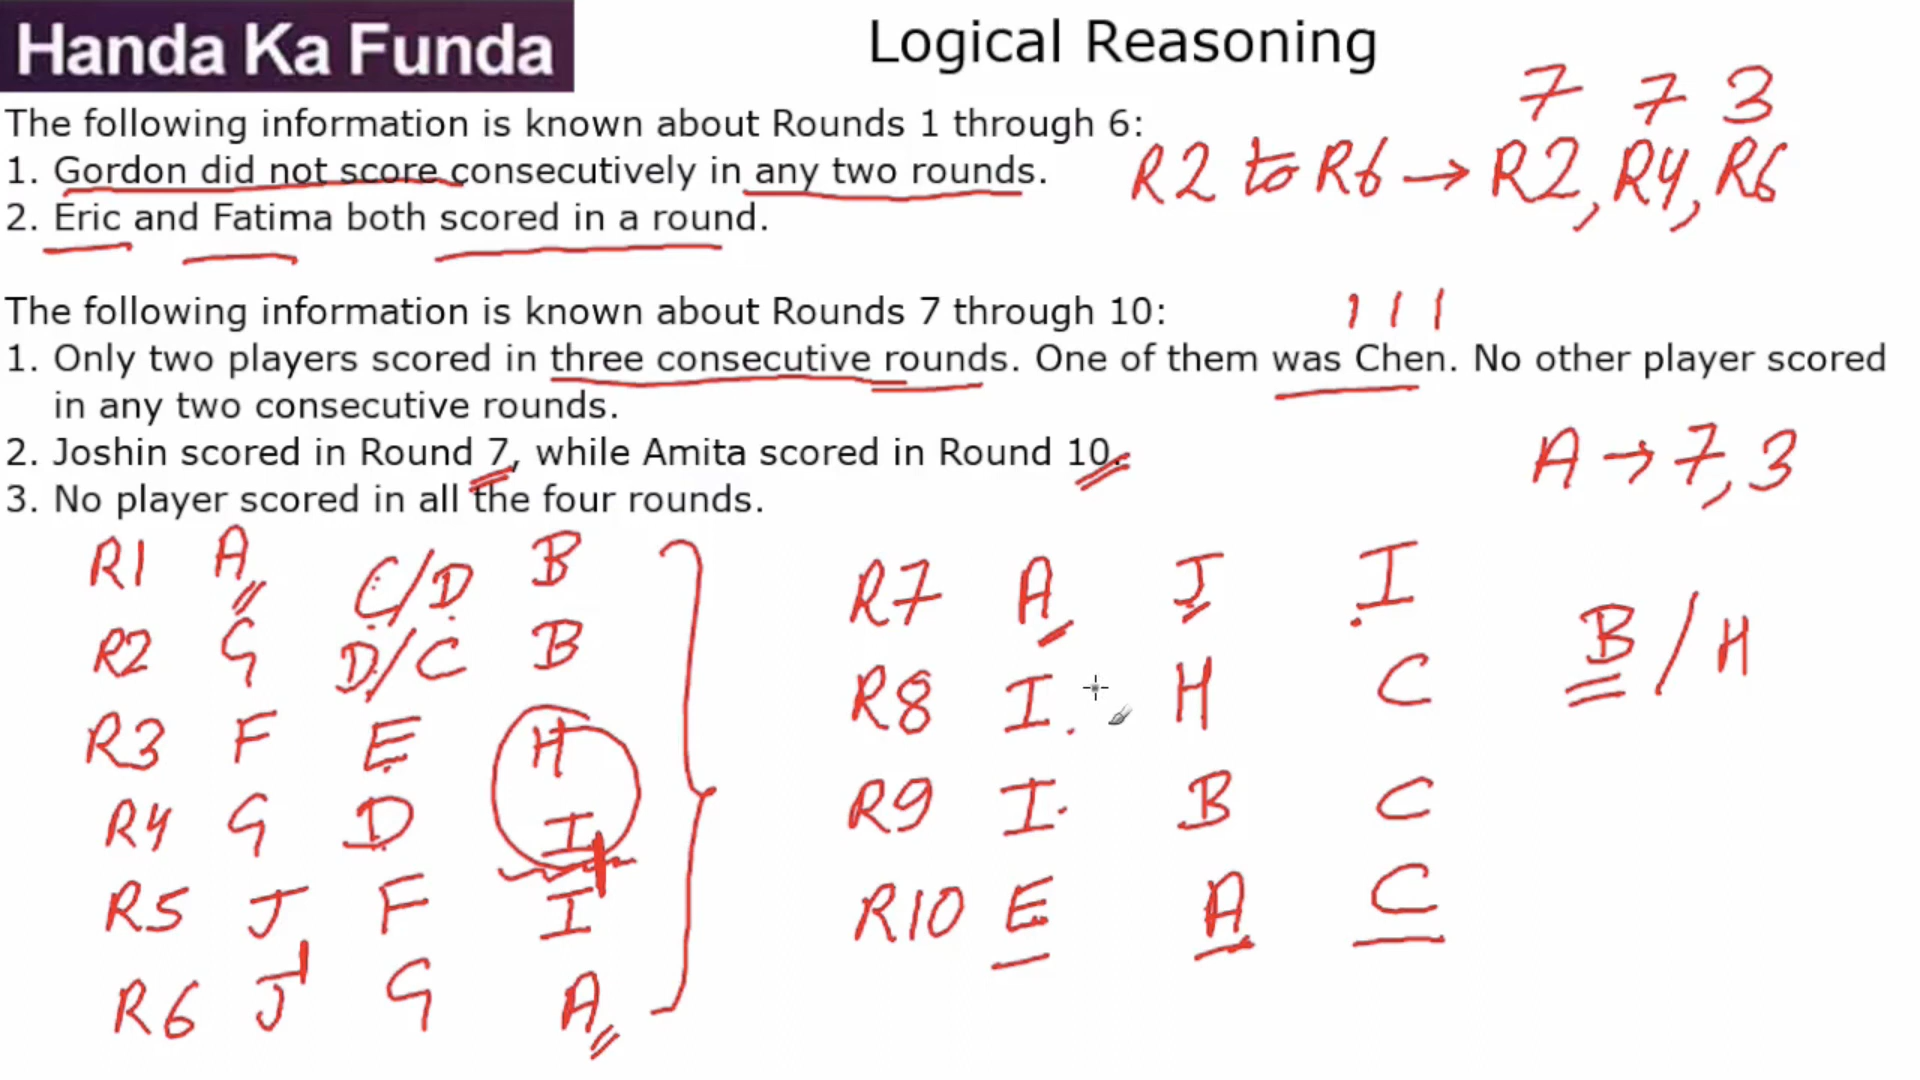 Handa Ka Funda
Logical Reasoning
7 7 3
The following information is known about Rounds 1 through 6:
R2 to R6 → R2, R4, R6
1. Gordon did not score consecutively in any two rounds.
2. Eric and Fatima both scored in a round.
The following information is known about Rounds 7 through 10:
1 1 1
1. Only two players scored in three consecutive rounds. One of them was Chen. No other player scored
in any two consecutive rounds.
2. Joshin scored in Round 7, while Amita scored in Round 10.
A → 7, 3
3. No player scored in all the four rounds.
R1 A C/D B
R2 G D/C B
R3 F E H
R4 G D I
R5 J F I
R6 J G A
R7 A J I
R8 I H C
R9 I B C
R10 E A C
B/H